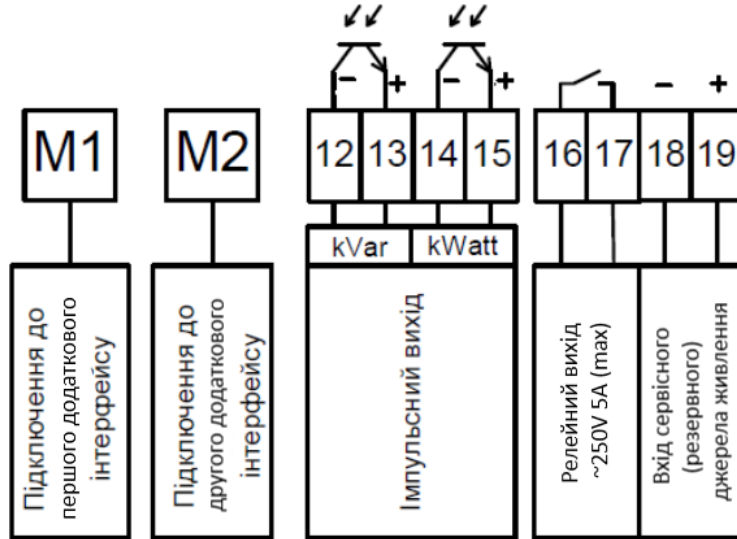 − + − + − +
M1 M2 12 13 14 15 16 17 18 19
kVar kWatt
Підключення до
першого додаткового
інтерфейсу
Підключення до
другого додаткового
інтерфейсу
Імпульсний вихід
Релейний вихід
~250V 5A (max)
Вхід сервісного
(резервного)
джерела живлення